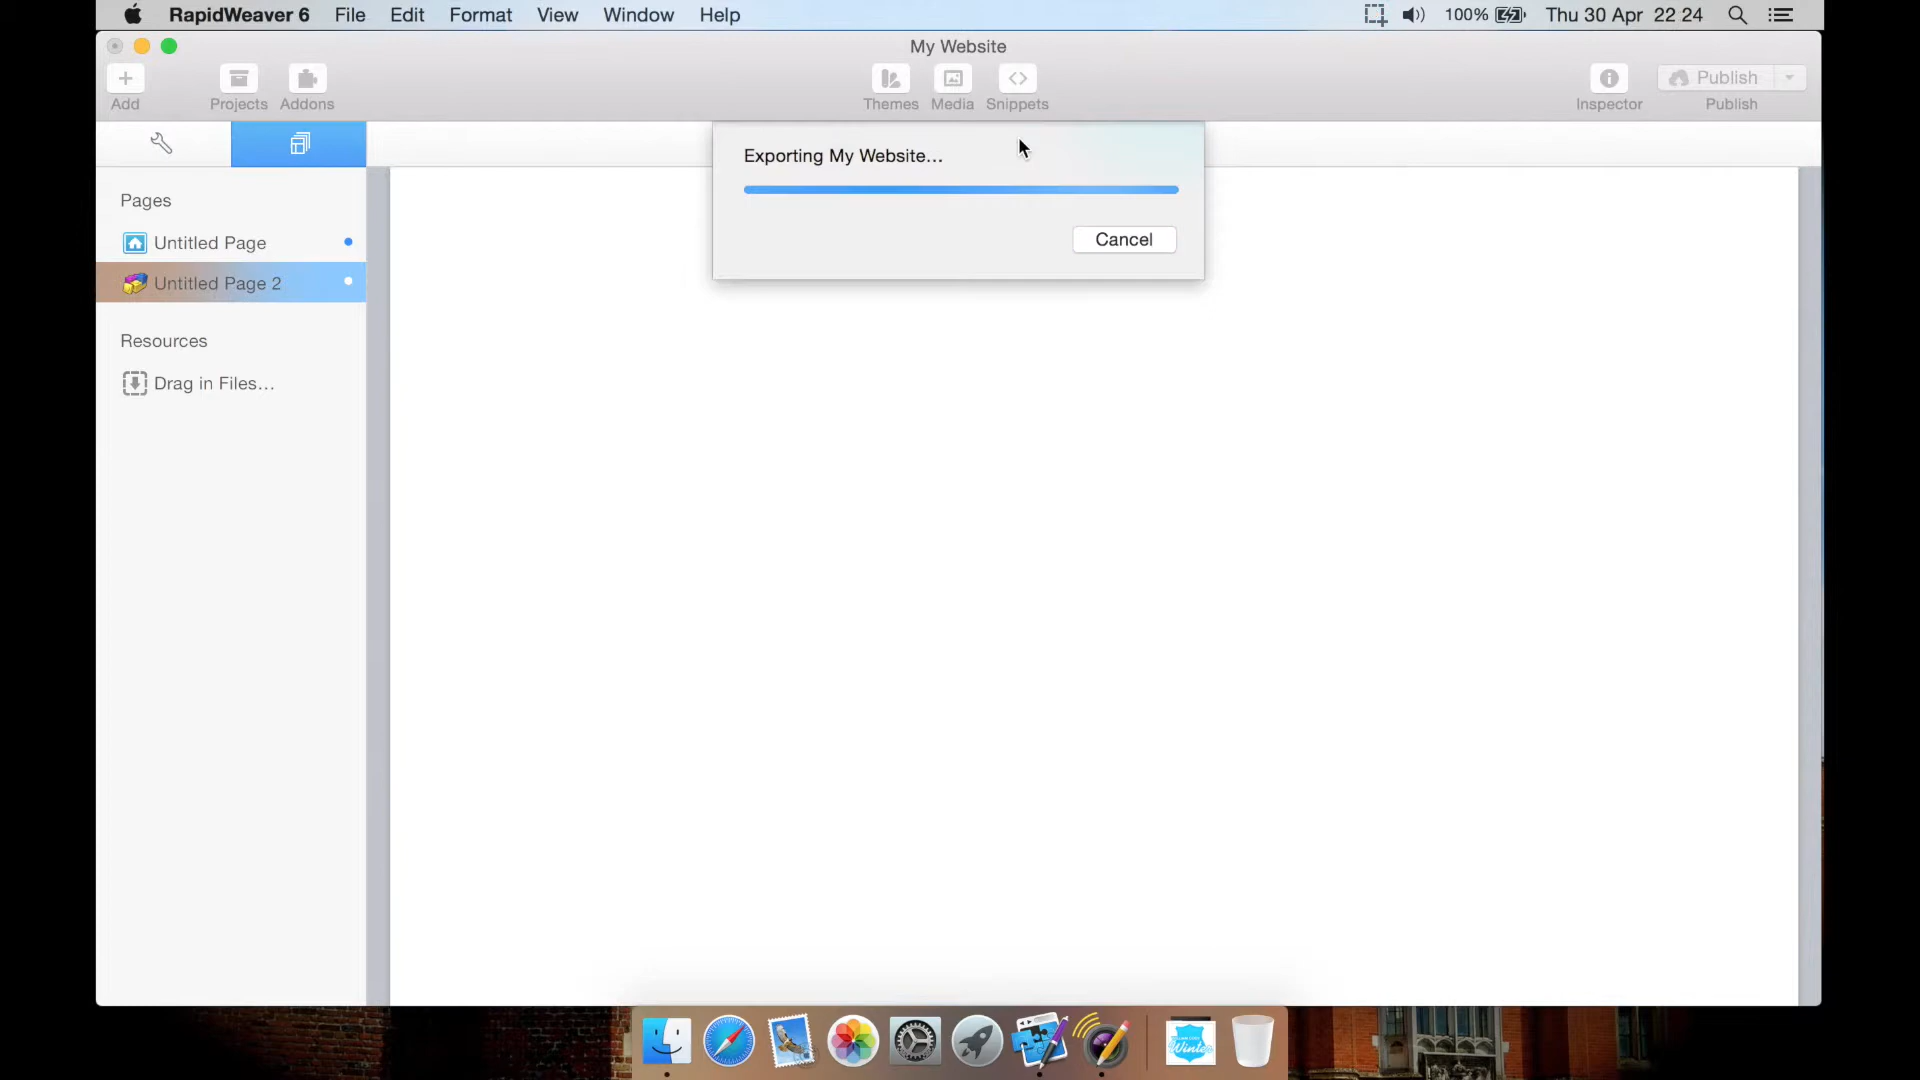 RapidWeaver 6 File Edit Format View Window Help 100% Thu 30 Apr 22 24
My Website
Add Projects Addons Themes Media Snippets Inspector Publish
Publish
Exporting My Website...
Cancel
Pages
Untitled Page
Untitled Page 2
Resources
Drag in Files...
Winter